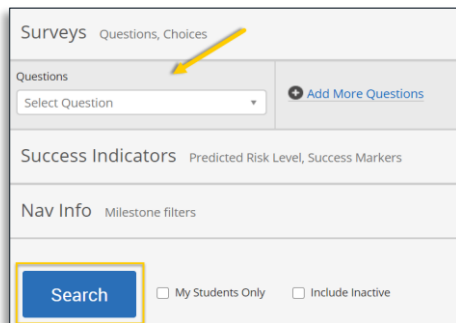 Surveys Questions, Choices
Questions
Select Question
Add More Questions
Success Indicators Predicted Risk Level, Success Markers
Nav Info Milestone filters
Search My Students Only Include Inactive